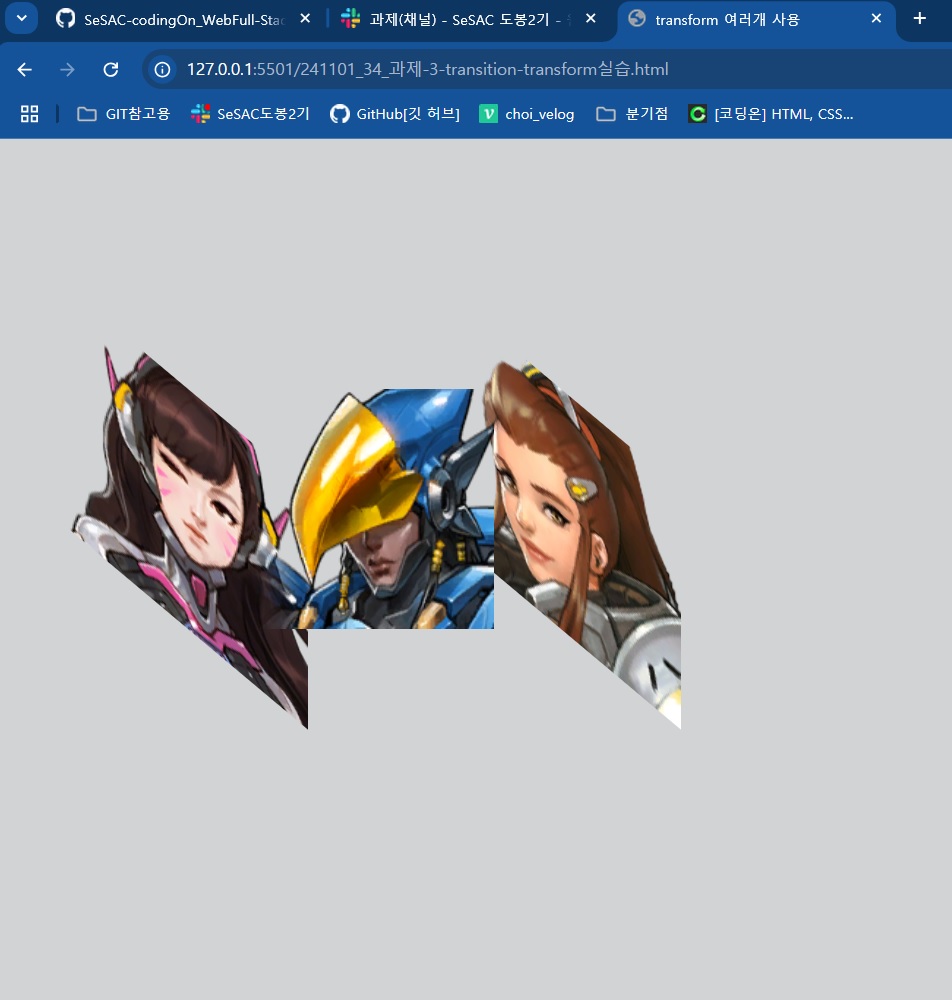 SeSAC-codingOn_WebFull-Stac
과제(채널) - SeSAC 도봉2기 -
transform 여러개 사용
127.0.0.1:5501/241101_34_과제-3-transition-transform실습.html
GIT참고용
SeSAC도봉2기
GitHub[깃 허브]
choi_velog
분기점
[코딩온] HTML, CSS...